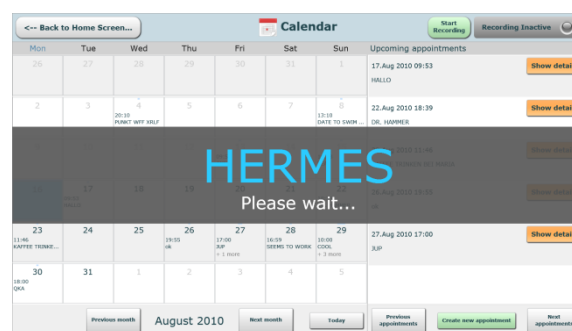 <-- Back to Home Screen...)
Calendar
Start Recording
Recording Inactive
Mon Tue Wed Thu Fri Sat Sun
Upcoming appointments
26 27 28 29 30 31 1
17.Aug 2010 09:53
Show detai
HALLO
2 3 4 5 6 7 8
20:10
PUNKT WFF XRLF
13:10
DATE TO SWIM ...
22.Aug 2010 18:39
Show detai
DR. HAMMER
HERMES
Please wait...
17 18 19
23 24 25 26 27 28 29
11:46
KAFFEE TRINKE...
19:55
ok
17:00
JUP
+ 1 more
16:59
SEEMS TO WORK
10:00
COOL
+ 3 more
27.Aug 2010 17:00
Show detai
JUP
30 31 1 2 3 4 5
18:00
QKA
Previous month
August 2010
Next month
Today
Previous appointments
Create new appointment
Next appointments